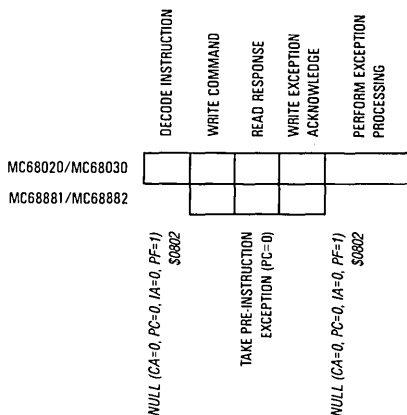 DECODE INSTRUCTION
WRITE COMMAND
READ RESPONSE
WRITE EXCEPTION
ACKNOWLEDGE
PERFORM EXCEPTION
PROCESSING
MC68020/MC68030
MC68881/MC68882
NULL (CA=0, PC=0, IA=0, PF=1)
$0802
TAKE PRE-INSTRUCTION
EXCEPTION (PC=0)
NULL (CA=0, PC=0, IA=0, PF=1)
$0802